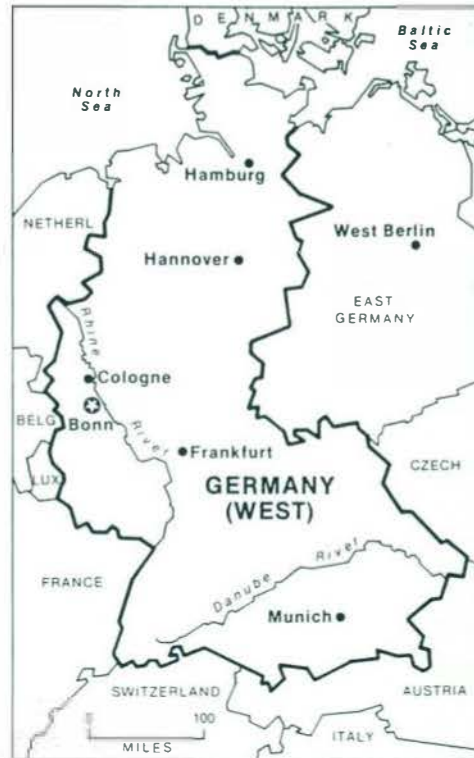 DENMARK
Baltic
Sea
North
Sea
Hamburg
NETHERL
West Berlin
Hannover
EAST
GERMANY
Rhine
Cologne
BELG
Bonn
River
Frankfurt
CZECH
LUX
GERMANY
(WEST)
River
FRANCE
Danube
Munich
SWITZERLAND
AUSTRIA
0 100
ITALY
MILES